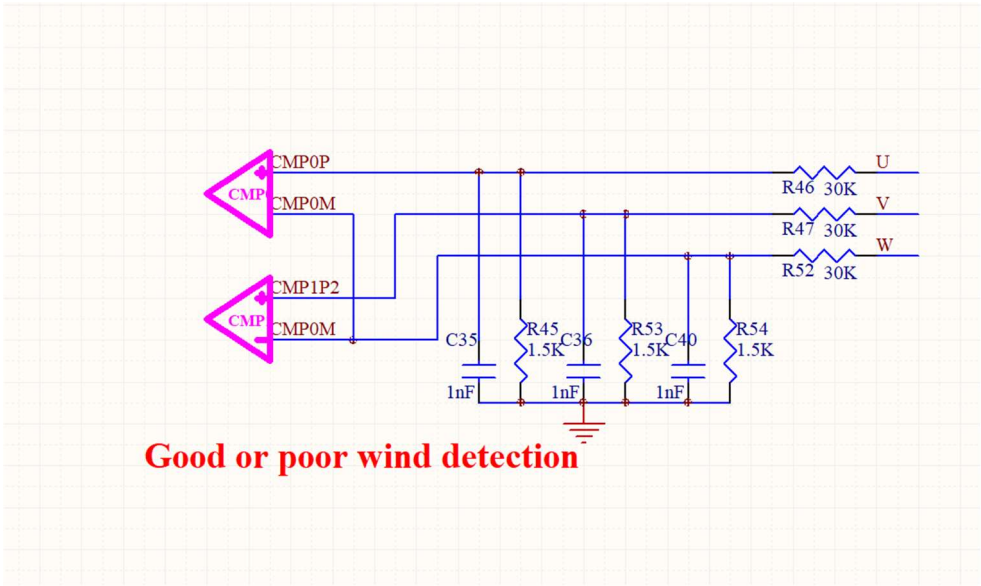 CMP0P
U
R46 30K
CMP
CMP0M
V
R47 30K
W
R52 30K
CMP1P2
CMP
CMP0M
C35
R45
1.5K
C36
R53
1.5K
C40
R54
1.5K
1nF
1nF
1nF
Good or poor wind detection